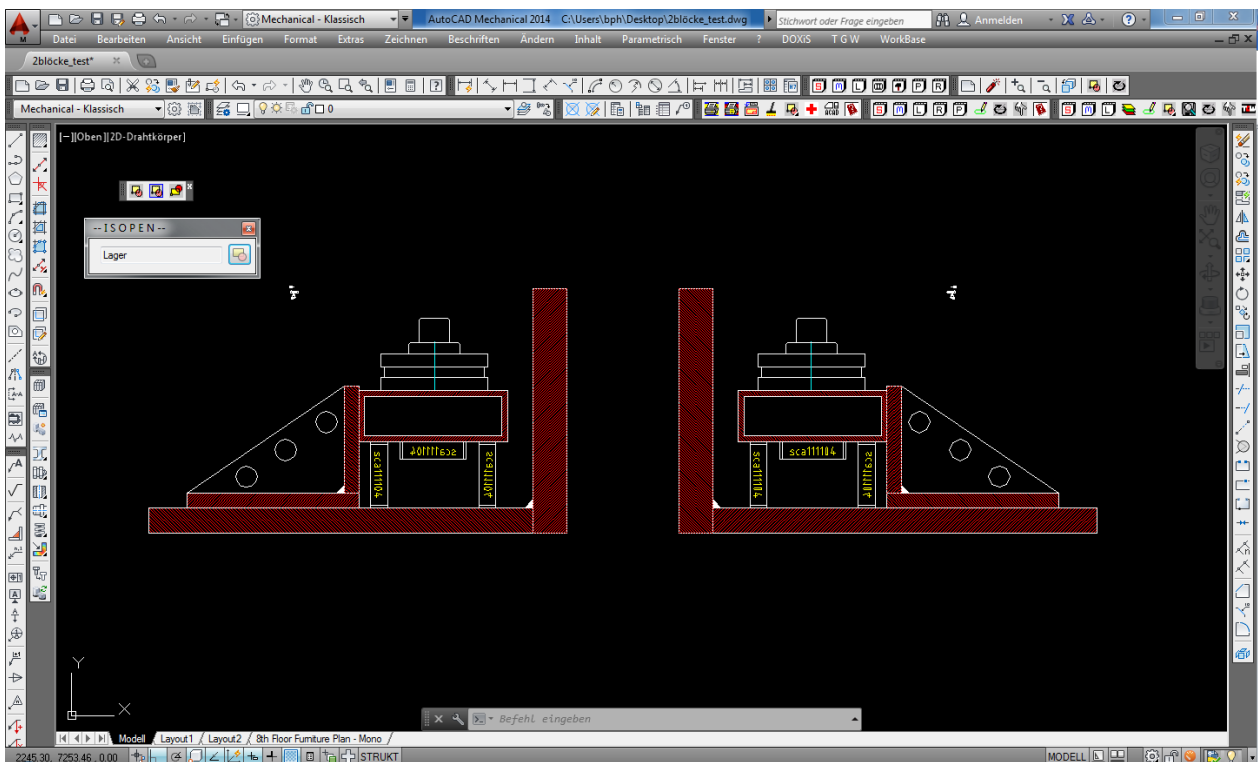 Mechanical - Klassisch
AutoCAD Mechanical 2014 C:\Users\bph\Desktop\2blöcke_test.dwg
Stichwort oder Frage eingeben
Anmelden
Datei Bearbeiten Ansicht Einfügen Format Extras Zeichnen Beschriften Ändern Inhalt Parametrisch Fenster ? DOXiS T G W WorkBase
2blöcke_test*
Mechanical - Klassisch
0
[−][Oben][2D-Drahtkörper]
-- I S O P E N --
Lager
sca111104
sca111104
sca111104
sca111104
sca111104
sca111104
Y
X
Befehl eingeben
Modell Layout1 Layout2 8th Floor Furniture Plan - Mono
2245.30, 7253.46, 0.00
STRUKT
MODELL